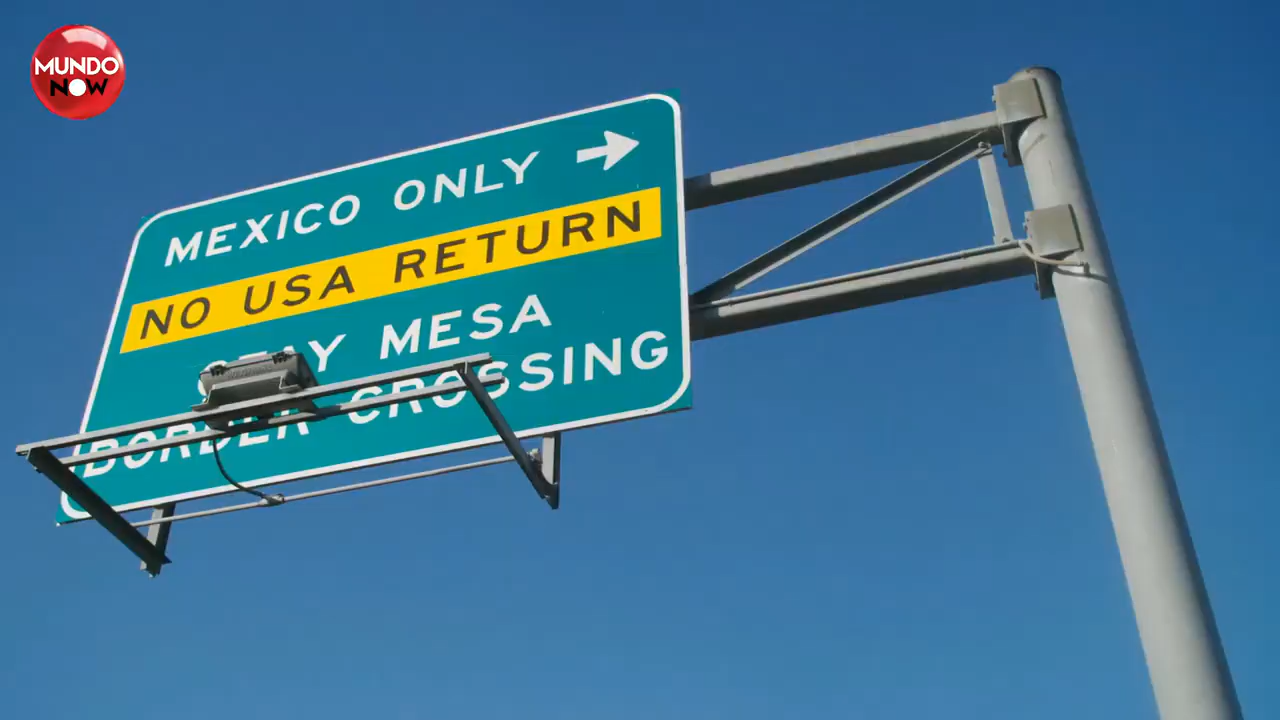 MUNDO
NOW
MEXICO ONLY
NO USA RETURN
MESA
BORDER CROSSING